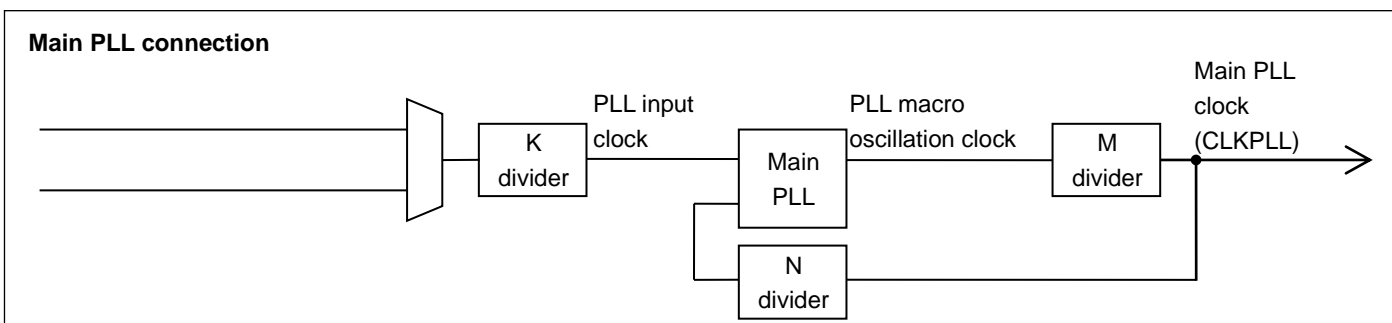 Main PLL connection
PLL input
clock
PLL macro
oscillation clock
Main PLL
clock
(CLKPLL)
K
divider
Main
PLL
M
divider
N
divider